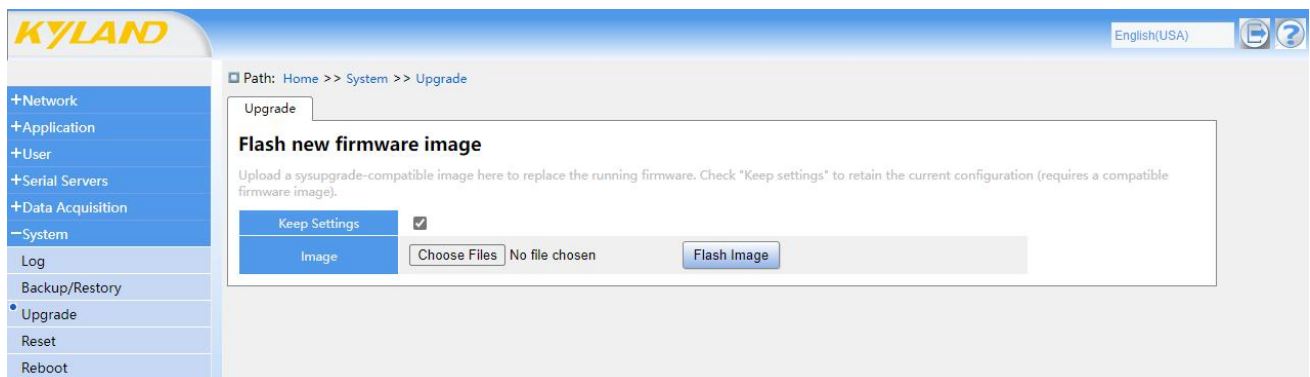 KYLAND
English(USA)
Path: Home >> System >> Upgrade
+Network
+Application
+User
+Serial Servers
+Data Acquisition
−System
Log
Backup/Restory
Upgrade
Reset
Reboot
Upgrade
Flash new firmware image
Upload a sysupgrade-compatible image here to replace the running firmware. Check "Keep settings" to retain the current configuration (requires a compatible
firmware image).
Keep Settings
Image Choose Files No file chosen Flash Image